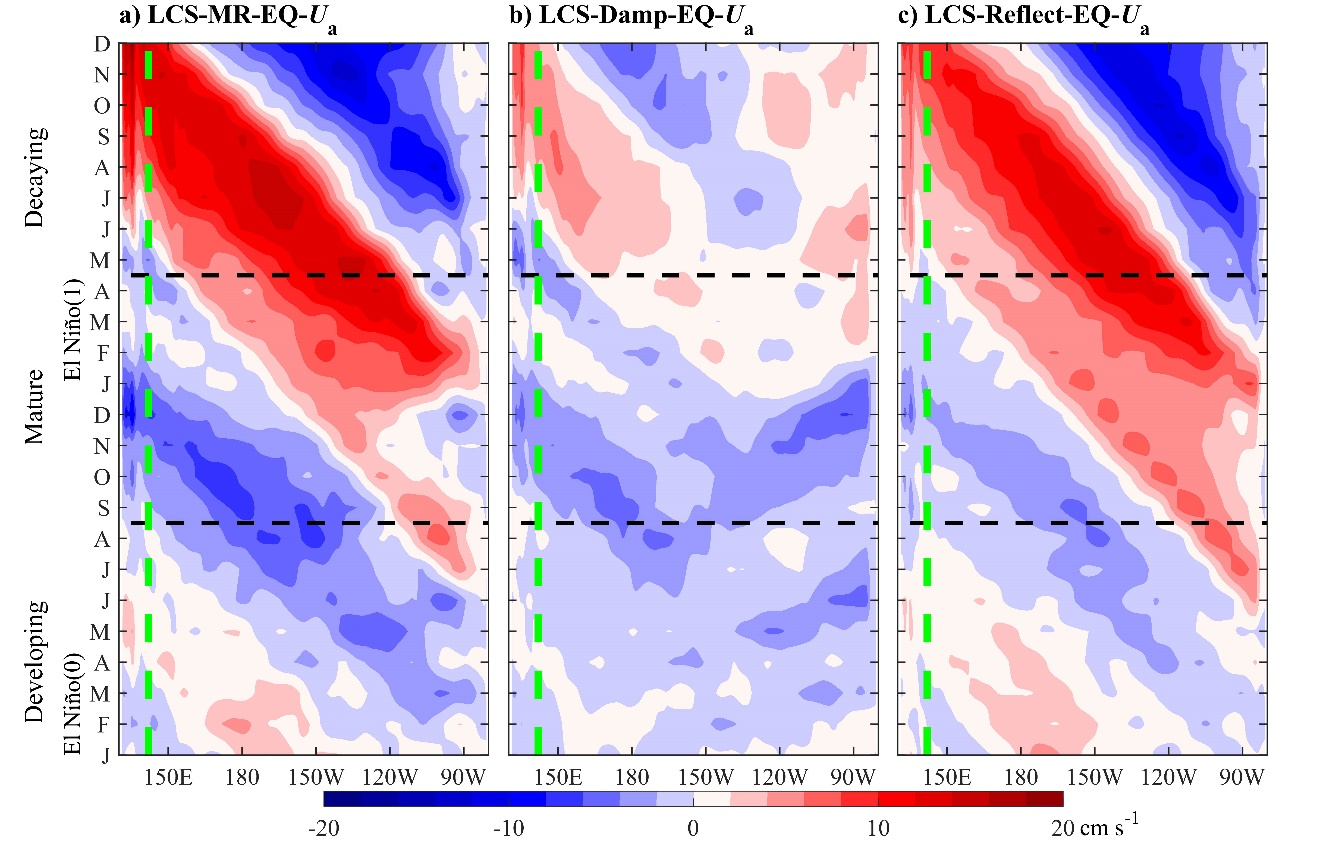 a) LCS-MR-EQ-Ua
b) LCS-Damp-EQ-Ua
c) LCS-Reflect-EQ-Ua
Decaying
Mature
Developing
El Niño(1)
El Niño(0)
D
N
O
S
A
J
J
M
A
M
F
J
D
N
O
S
A
J
J
M
A
M
F
J
150E 180 150W 120W 90W
150E 180 150W 120W 90W
150E 180 150W 120W 90W
-20 -10 0 10 20 cm s-1